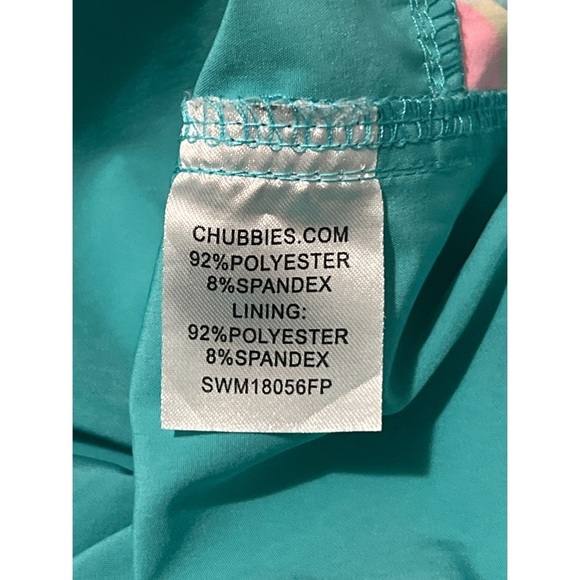 CHUBBIES.COM
92%POLYESTER
8%SPANDEX
LINING:
92%POLYESTER
8%SPANDEX
SWM18056FP